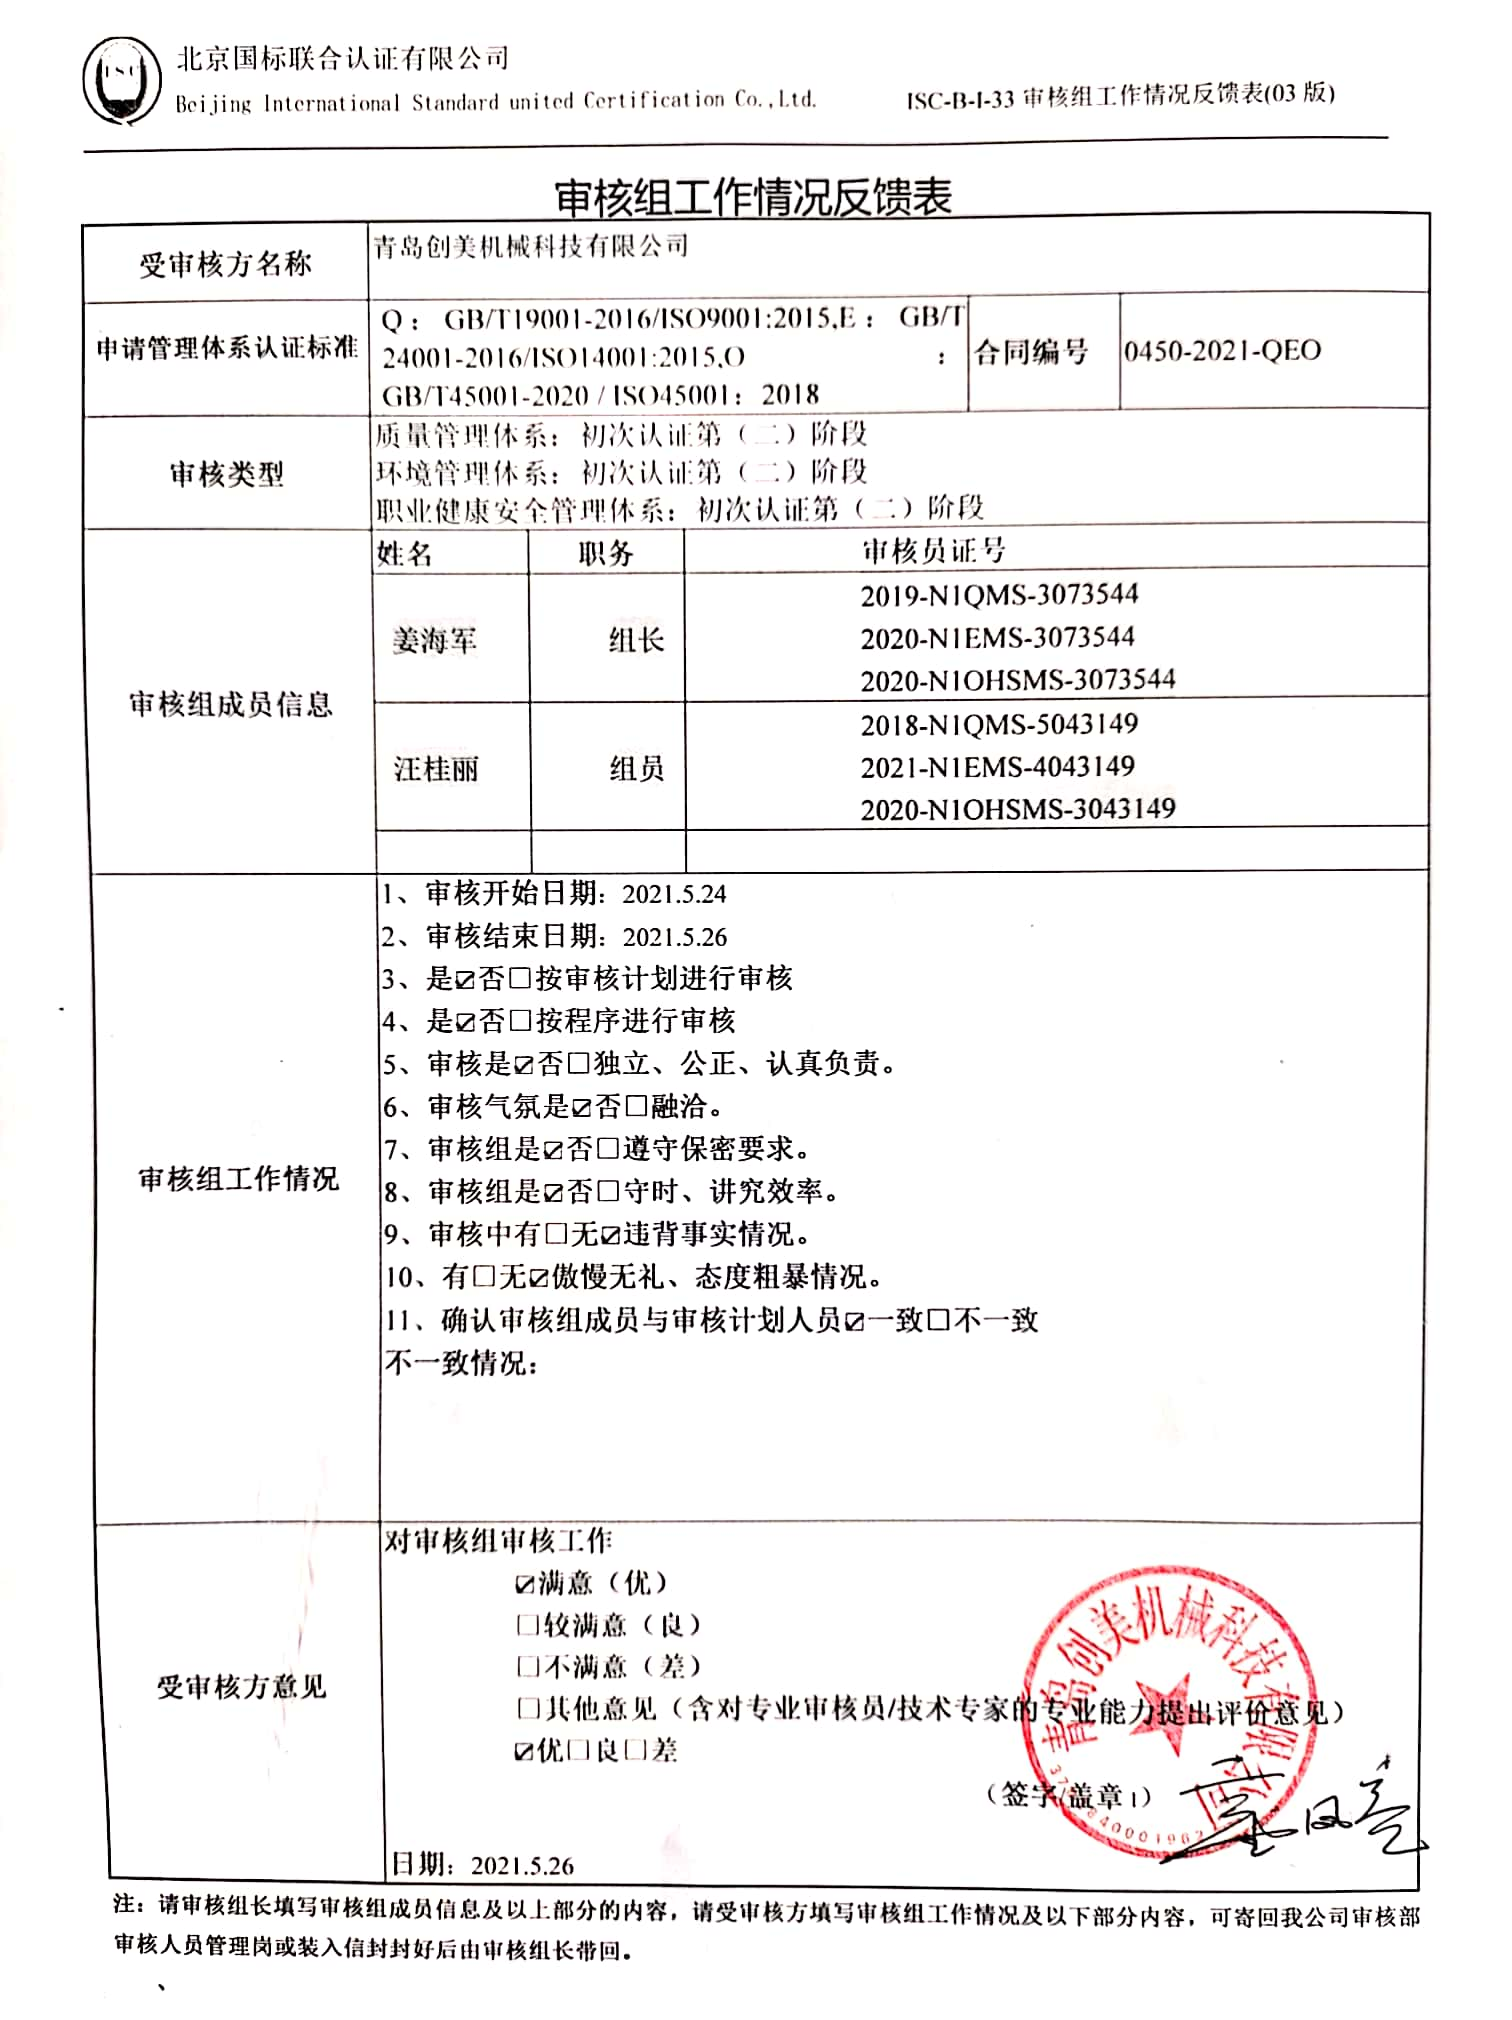 ISC
北京国标联合认证有限公司
Beijing International Standard united Certification Co.,Ltd.
ISC-B-I-33 审核组工作情况反馈表(03 版)
审核组工作情况反馈表
受审核方名称
青岛创美机械科技有限公司
申请管理体系认证标准
Q： GB/T19001-2016/ISO9001:2015,E： GB/T
24001-2016/ISO14001:2015,O ：
GB/T45001-2020 / ISO45001：2018
合同编号
0450-2021-QEO
审核类型
质量管理体系：初次认证第（二）阶段
环境管理体系：初次认证第（二）阶段
职业健康安全管理体系：初次认证第（二）阶段
审核组成员信息
姓名 职务 审核员证号
姜海军 组长
2019-N1QMS-3073544
2020-N1EMS-3073544
2020-N1OHSMS-3073544
汪桂丽 组员
2018-N1QMS-5043149
2021-N1EMS-4043149
2020-N1OHSMS-3043149
审核组工作情况
1、审核开始日期：2021.5.24
2、审核结束日期：2021.5.26
3、是☑否□按审核计划进行审核
4、是☑否□按程序进行审核
5、审核是☑否□独立、公正、认真负责。
6、审核气氛是☑否□融洽。
7、审核组是☑否□遵守保密要求。
8、审核组是☑否□守时、讲究效率。
9、审核中有□无☑违背事实情况。
10、有□无☑傲慢无礼、态度粗暴情况。
11、确认审核组成员与审核计划人员☑一致□不一致
不一致情况：
受审核方意见
对审核组审核工作
☑满意（优）
□较满意（良）
□不满意（差）
□其他意见（含对专业审核员/技术专家的专业能力提出评价意见）
☑优□良□差
（签字/盖章）
青岛创美机械科技有限公司
日期：2021.5.26
注：请审核组长填写审核组成员信息及以上部分的内容，请受审核方填写审核组工作情况及以下部分内容，可寄回我公司审核部
审核人员管理岗或装入信封封好后由审核组长带回。